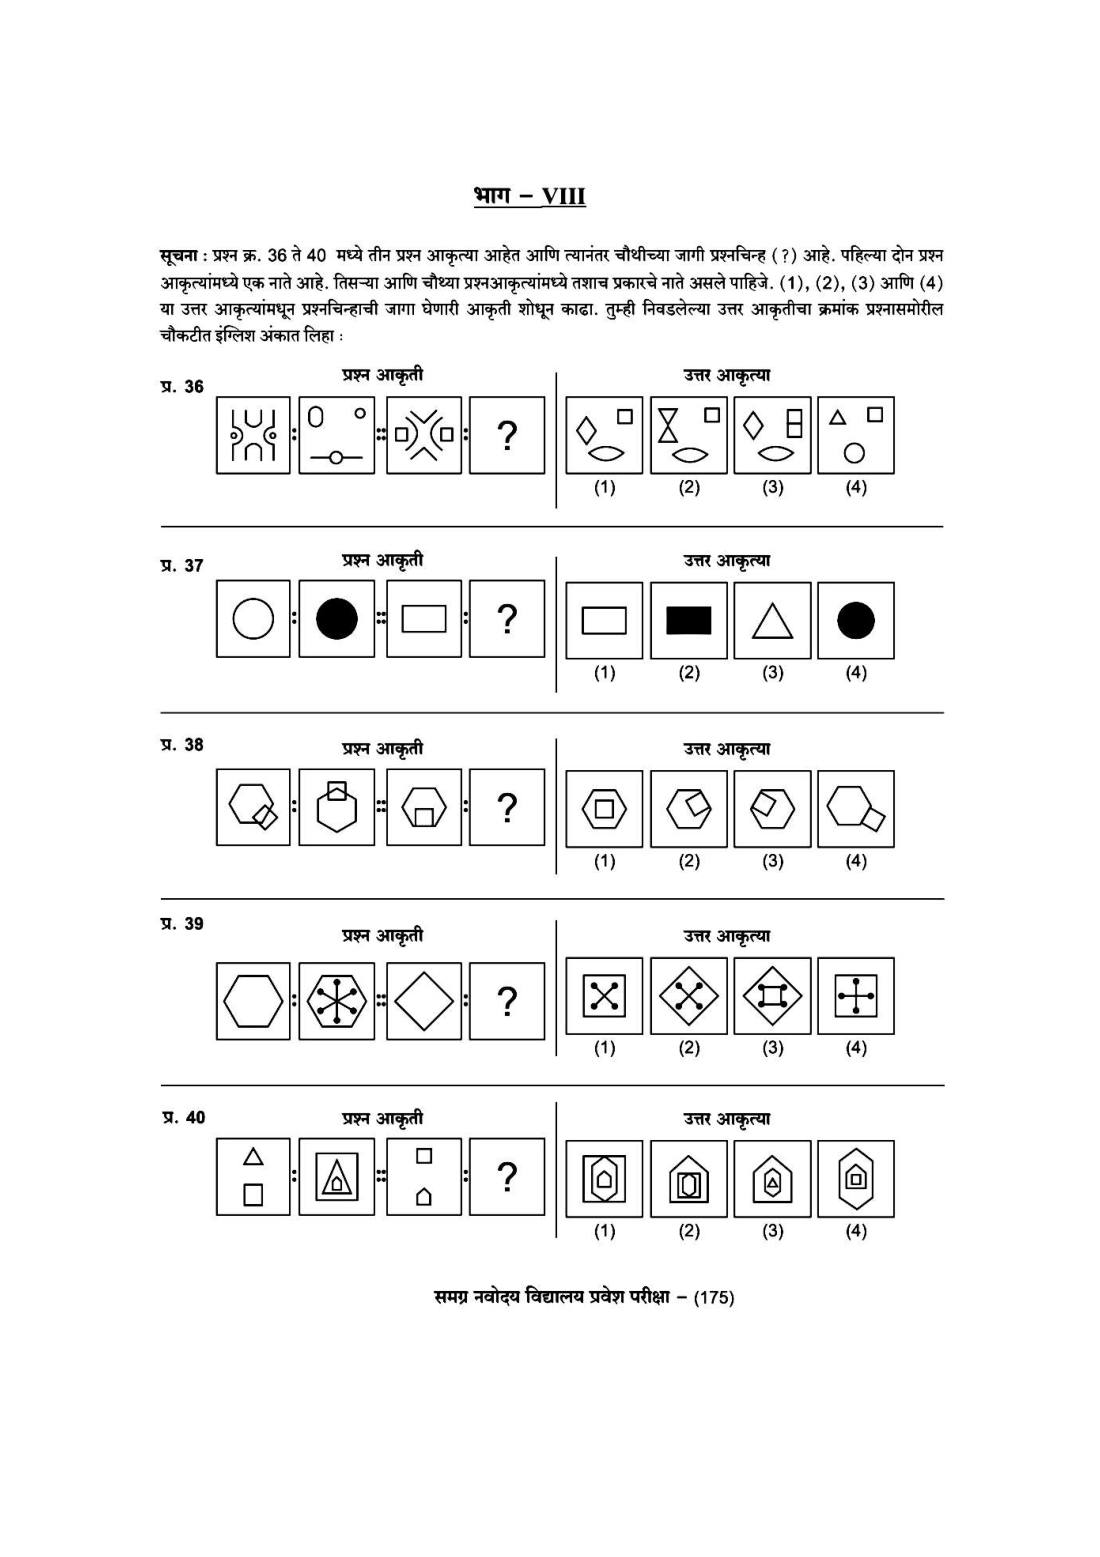 भाग – VIII
सूचना : प्रश्न क्र. 36 ते 40 मध्ये तीन प्रश्न आकृत्या आहेत आणि त्यानंतर चौथीच्या जागी प्रश्नचिन्ह (?) आहे. पहिल्या दोन प्रश्न
आकृत्यांमध्ये एक नाते आहे. तिसऱ्या आणि चौथ्या प्रश्नआकृत्यांमध्ये तशाच प्रकारचे नाते असले पाहिजे. (1), (2), (3) आणि (4)
या उत्तर आकृत्यांमधून प्रश्नचिन्हाची जागा घेणारी आकृती शोधून काढा. तुम्ही निवडलेल्या उत्तर आकृतीचा क्रमांक प्रश्नासमोरील
चौकटीत इंग्लिश अंकात लिहा :
प्र. 36 प्रश्न आकृती उत्तर आकृत्या
: :: : ?
(1) (2) (3) (4)
प्र. 37 प्रश्न आकृती उत्तर आकृत्या
: :: : ?
(1) (2) (3) (4)
प्र. 38 प्रश्न आकृती उत्तर आकृत्या
: :: : ?
(1) (2) (3) (4)
प्र. 39 प्रश्न आकृती उत्तर आकृत्या
: :: : ?
(1) (2) (3) (4)
प्र. 40 प्रश्न आकृती उत्तर आकृत्या
: :: : ?
(1) (2) (3) (4)
समग्र नवोदय विद्यालय प्रवेश परीक्षा – (175)